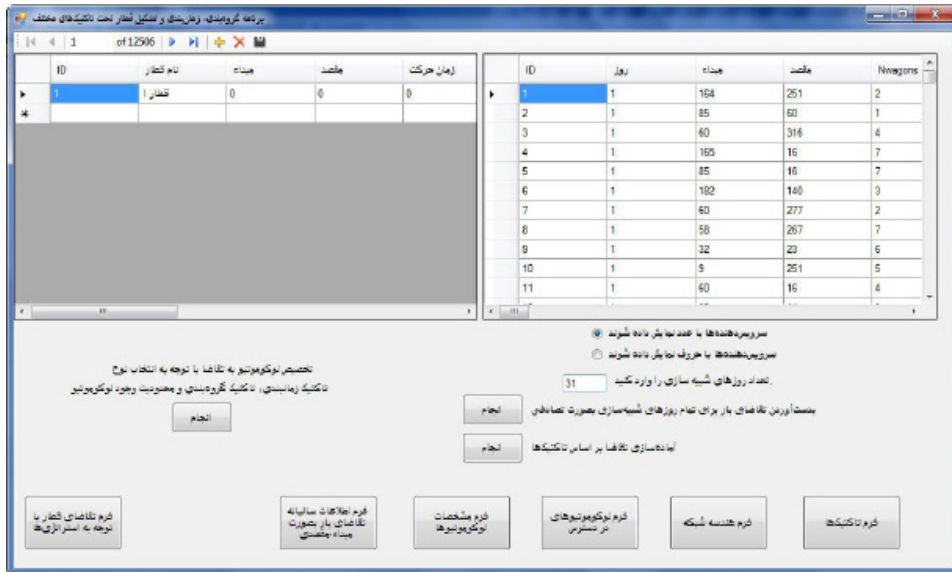 برنامه گروه‌بندی، زمان‌بندی و تشکیل قطار تحت تاکتیک‌های مختلف
1 of 12506
ID نام قطار مبداء مقصد زمان حرکت
1 قطار ۱ 0 0 0
ID روز مبداء مقصد Nwagons
1 1 164 251 2
2 1 85 60 1
3 1 60 316 4
4 1 165 16 7
5 1 85 16 7
6 1 182 140 3
7 1 60 277 2
8 1 58 267 7
9 1 32 23 6
10 1 9 251 5
11 1 60 16 4
سرویس‌دهنده‌ها با عدد نمایش داده شوند
سرویس‌دهنده‌ها با حروف نمایش داده شوند
تعداد روزهای شبیه سازی را وارد کنید. 31
بدست‌آوردن تقاضای بار برای تمام روزهای شبیه‌سازی بصورت تصادفی انجام
آماده‌سازی تقاضا بر اساس تاکتیک‌ها انجام
تخصیص لوکوموتیو به تقاضا با توجه به انتخاب نوع
تاکتیک زمانبندی، تاکتیک گروه‌بندی و محدودیت وجود لوکوموتیو
انجام
فرم تاکتیک‌ها
فرم هندسه شبکه
فرم لوکوموتیوهای
در دسترس
فرم مشخصات
لوکوموتیوها
فرم اطلاعات سالیانه
تقاضای بار بصورت
مبداء-مقصدی
فرم تقاضای قطار با
توجه به استراتژی‌ها